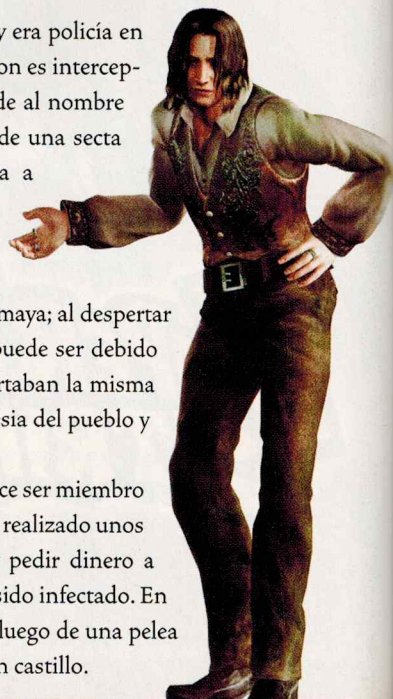 y era policía en
on es intercep-
de al nombre
de una secta
a a
maya; al despertar
puede ser debido
rtaban la misma
sia del pueblo y
ce ser miembro
realizado unos
pedir dinero a
sido infectado. En
luego de una pelea
n castillo.